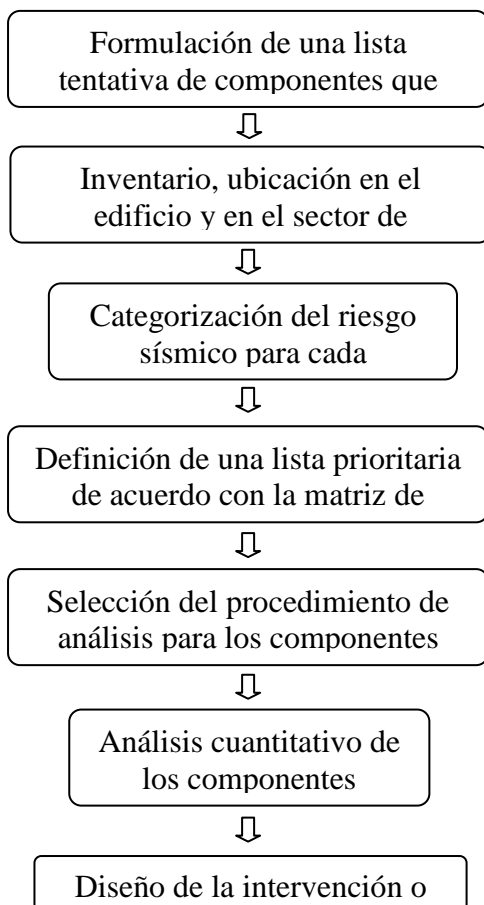 Formulación de una lista
tentativa de componentes que
Inventario, ubicación en el
edificio y en el sector de
Categorización del riesgo
sísmico para cada
Definición de una lista prioritaria
de acuerdo con la matriz de
Selección del procedimiento de
análisis para los componentes
Análisis cuantitativo de
los componentes
Diseño de la intervención o